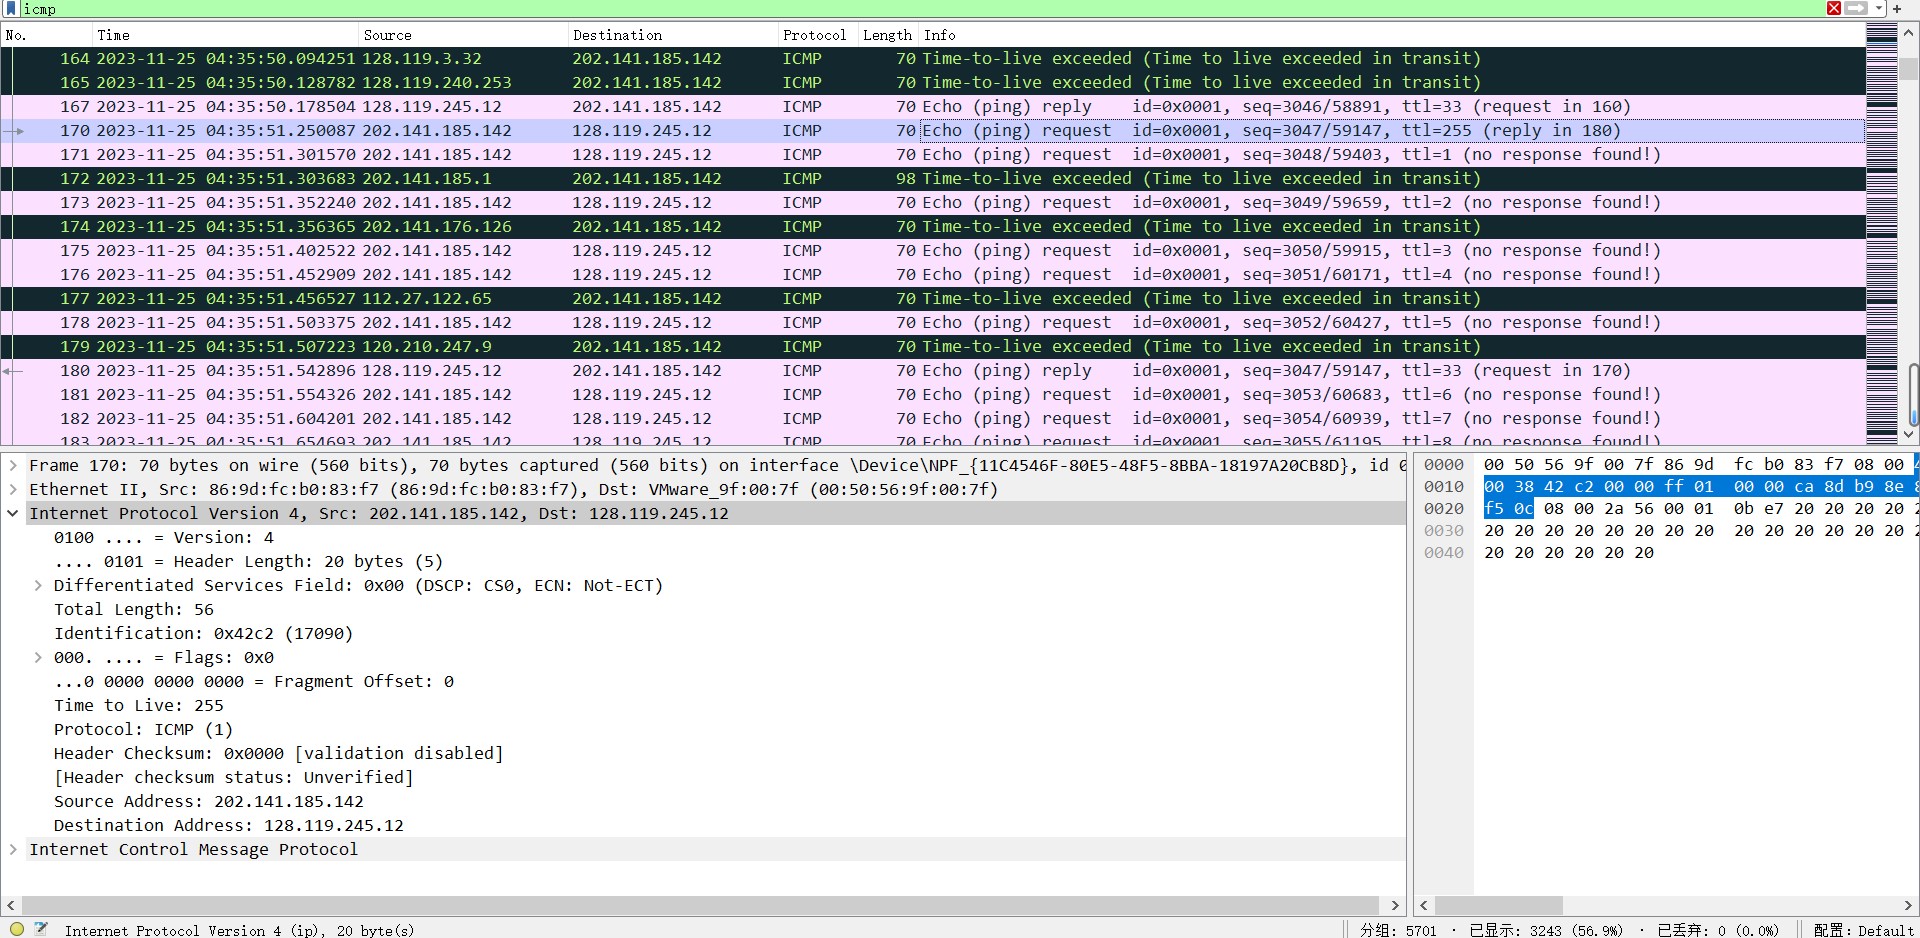 icmp
No. Time Source Destination Protocol Length Info
164 2023-11-25 04:35:50.094251 128.119.3.32 202.141.185.142 ICMP 70 Time-to-live exceeded (Time to live exceeded in transit)
165 2023-11-25 04:35:50.128782 128.119.240.253 202.141.185.142 ICMP 70 Time-to-live exceeded (Time to live exceeded in transit)
167 2023-11-25 04:35:50.178504 128.119.245.12 202.141.185.142 ICMP 70 Echo (ping) reply id=0x0001, seq=3046/58891, ttl=33 (request in 160)
170 2023-11-25 04:35:51.250087 202.141.185.142 128.119.245.12 ICMP 70 Echo (ping) request id=0x0001, seq=3047/59147, ttl=255 (reply in 180)
171 2023-11-25 04:35:51.301570 202.141.185.142 128.119.245.12 ICMP 70 Echo (ping) request id=0x0001, seq=3048/59403, ttl=1 (no response found!)
172 2023-11-25 04:35:51.303683 202.141.185.1 202.141.185.142 ICMP 98 Time-to-live exceeded (Time to live exceeded in transit)
173 2023-11-25 04:35:51.352240 202.141.185.142 128.119.245.12 ICMP 70 Echo (ping) request id=0x0001, seq=3049/59659, ttl=2 (no response found!)
174 2023-11-25 04:35:51.356365 202.141.176.126 202.141.185.142 ICMP 70 Time-to-live exceeded (Time to live exceeded in transit)
175 2023-11-25 04:35:51.402522 202.141.185.142 128.119.245.12 ICMP 70 Echo (ping) request id=0x0001, seq=3050/59915, ttl=3 (no response found!)
176 2023-11-25 04:35:51.452909 202.141.185.142 128.119.245.12 ICMP 70 Echo (ping) request id=0x0001, seq=3051/60171, ttl=4 (no response found!)
177 2023-11-25 04:35:51.456527 112.27.122.65 202.141.185.142 ICMP 70 Time-to-live exceeded (Time to live exceeded in transit)
178 2023-11-25 04:35:51.503375 202.141.185.142 128.119.245.12 ICMP 70 Echo (ping) request id=0x0001, seq=3052/60427, ttl=5 (no response found!)
179 2023-11-25 04:35:51.507223 120.210.247.9 202.141.185.142 ICMP 70 Time-to-live exceeded (Time to live exceeded in transit)
180 2023-11-25 04:35:51.542896 128.119.245.12 202.141.185.142 ICMP 70 Echo (ping) reply id=0x0001, seq=3047/59147, ttl=33 (request in 170)
181 2023-11-25 04:35:51.554326 202.141.185.142 128.119.245.12 ICMP 70 Echo (ping) request id=0x0001, seq=3053/60683, ttl=6 (no response found!)
182 2023-11-25 04:35:51.604201 202.141.185.142 128.119.245.12 ICMP 70 Echo (ping) request id=0x0001, seq=3054/60939, ttl=7 (no response found!)
183 2023-11-25 04:35:51.654693 202.141.185.142 128.119.245.12 ICMP 70 Echo (ping) request id=0x0001, seq=3055/61195, ttl=8 (no response found!)
Frame 170: 70 bytes on wire (560 bits), 70 bytes captured (560 bits) on interface \Device\NPF_{11C4546F-80E5-48F5-8BBA-18197A20CB8D}, id 0
Ethernet II, Src: 86:9d:fc:b0:83:f7 (86:9d:fc:b0:83:f7), Dst: VMware_9f:00:7f (00:50:56:9f:00:7f)
Internet Protocol Version 4, Src: 202.141.185.142, Dst: 128.119.245.12
0100 .... = Version: 4
.... 0101 = Header Length: 20 bytes (5)
Differentiated Services Field: 0x00 (DSCP: CS0, ECN: Not-ECT)
Total Length: 56
Identification: 0x42c2 (17090)
000. .... = Flags: 0x0
...0 0000 0000 0000 = Fragment Offset: 0
Time to Live: 255
Protocol: ICMP (1)
Header Checksum: 0x0000 [validation disabled]
[Header checksum status: Unverified]
Source Address: 202.141.185.142
Destination Address: 128.119.245.12
Internet Control Message Protocol
0000 00 50 56 9f 00 7f 86 9d fc b0 83 f7 08 00
0010 00 38 42 c2 00 00 ff 01 00 00 ca 8d b9 8e
0020 f5 0c 08 00 2a 56 00 01 0b e7 20 20 20 20
0030 20 20 20 20 20 20 20 20 20 20 20 20 20 20
0040 20 20 20 20 20 20
Internet Protocol Version 4 (ip), 20 byte(s)
分组: 5701 · 已显示: 3243 (56.9%) · 已丢弃: 0 (0.0%)
配置: Default